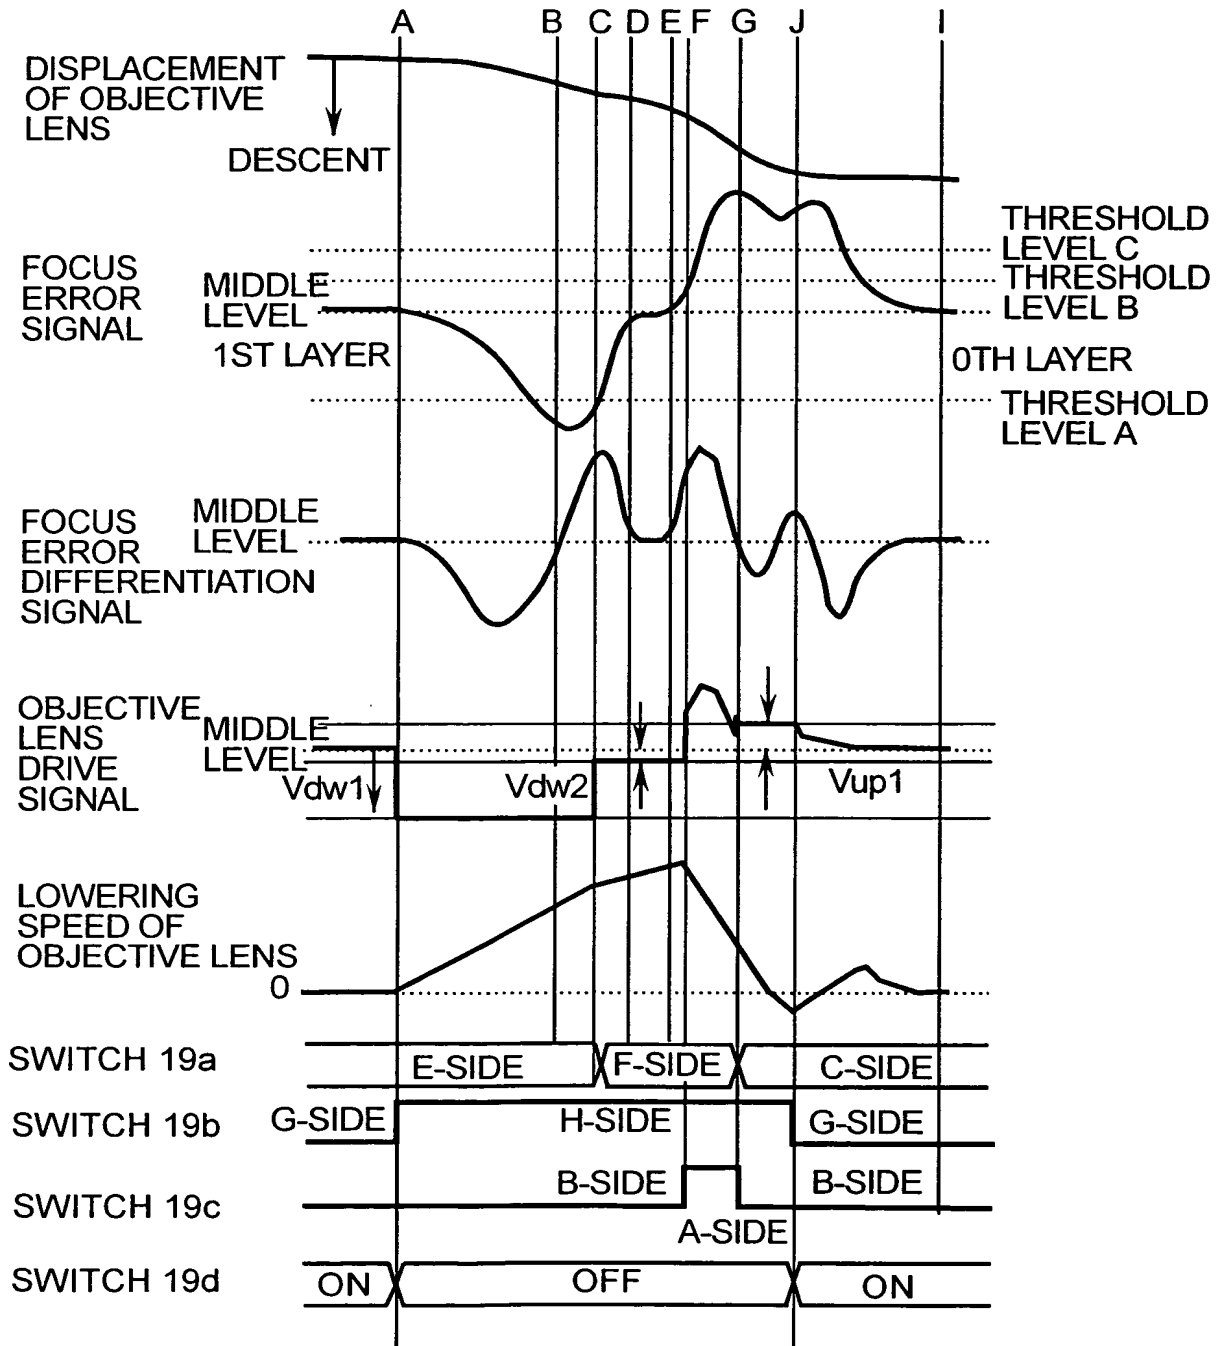 A B C D E F G J I
DISPLACEMENT
OF OBJECTIVE
LENS
DESCENT
THRESHOLD
LEVEL C
FOCUS
ERROR
SIGNAL
MIDDLE
LEVEL
THRESHOLD
LEVEL B
1ST LAYER
0TH LAYER
THRESHOLD
LEVEL A
FOCUS
ERROR
DIFFERENTIATION
SIGNAL
MIDDLE
LEVEL
OBJECTIVE
LENS
DRIVE
SIGNAL
MIDDLE
LEVEL
Vdw1
Vdw2
Vup1
LOWERING
SPEED OF
OBJECTIVE LENS
0
SWITCH 19a
E-SIDE
F-SIDE
C-SIDE
SWITCH 19b
G-SIDE
H-SIDE
G-SIDE
SWITCH 19c
B-SIDE
A-SIDE
B-SIDE
SWITCH 19d
ON
OFF
ON